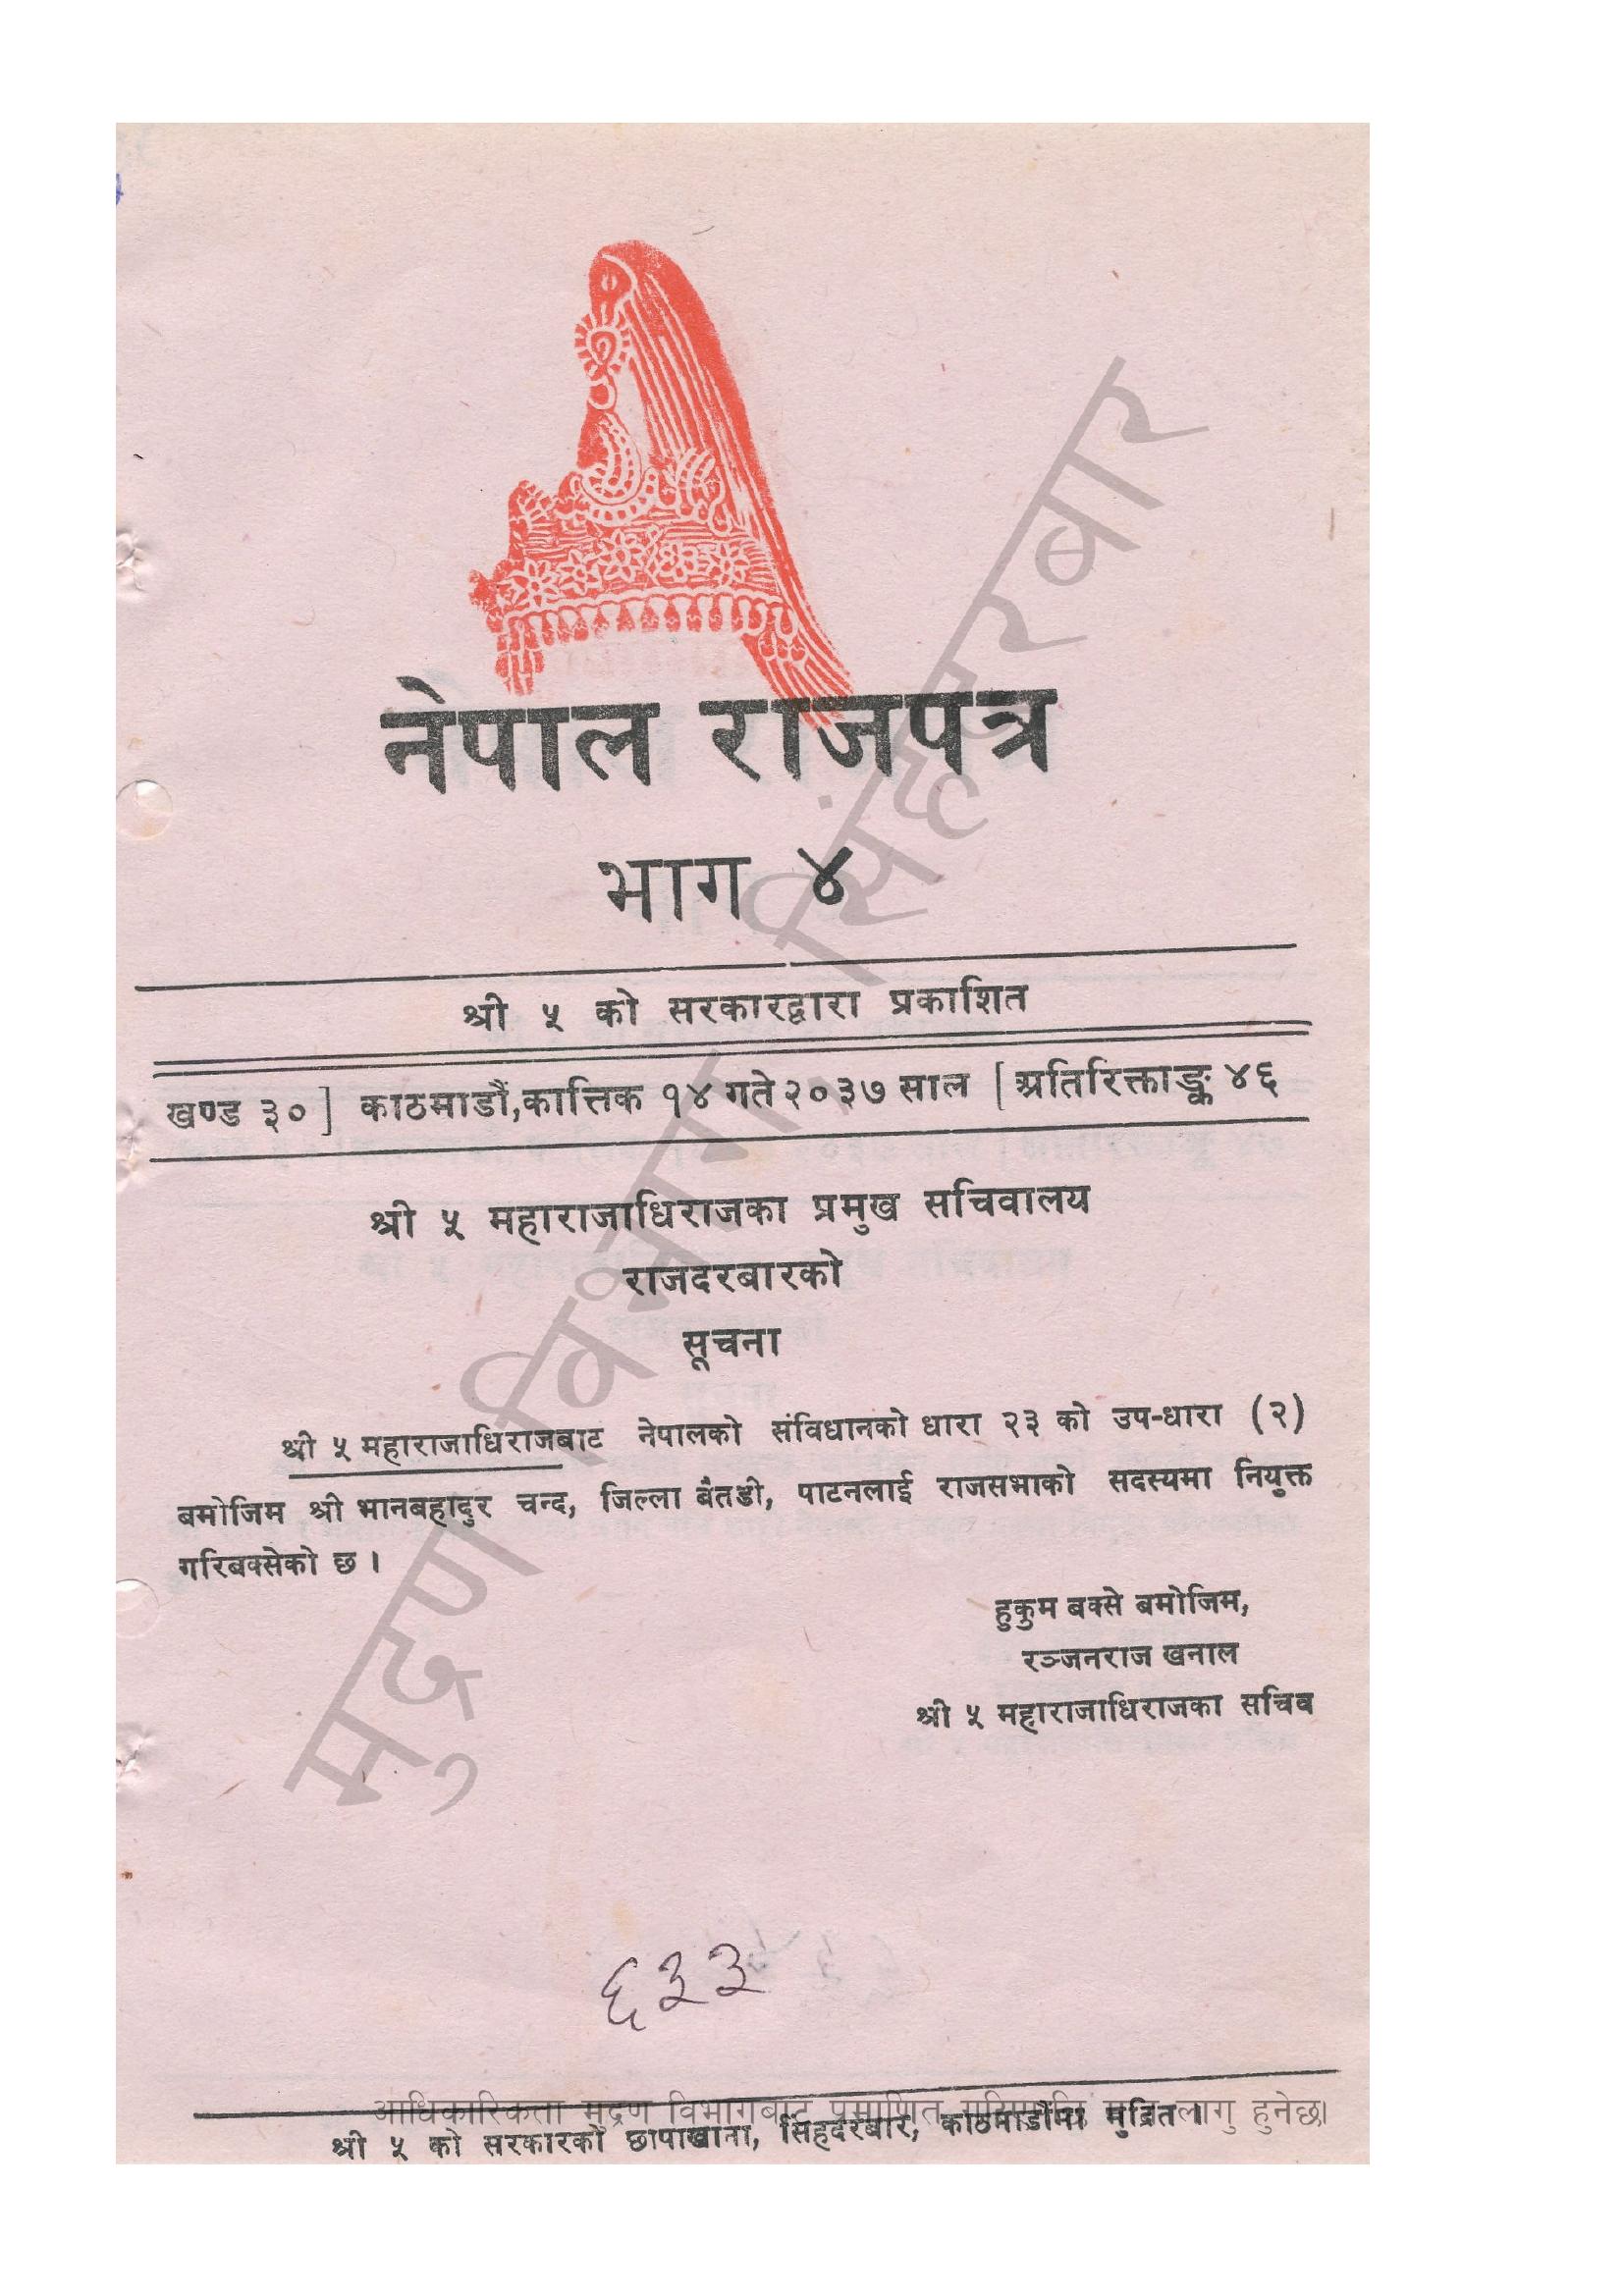 नेपाल राजपत्र
भाग ४
श्री ५ को सरकारद्वारा प्रकाशित
खण्ड ३०] काठमाडौं, कात्तिक १४ गते २०३७ साल [अतिरिक्ताङ्क ४६
श्री ५ महाराजाधिराजका प्रमुख सचिवालय
राजदरबारको
सूचना
श्री ५ महाराजाधिराजबाट नेपालको संविधानको धारा २३ को उप-धारा (२)
बमोजिम श्री भानबहादुर चन्द, जिल्ला बैतडी, पाटनलाई राजसभाको सदस्यमा नियुक्त
गरिबक्सेको छ ।
हुकुम बक्से बमोजिम,
रञ्जनराज खनाल
श्री ५ महाराजाधिराजका सचिव
६३३
आधिकारिकता मुद्रण विभागबाट प्रमाणित लागु हुनेछ।
श्री ५ को सरकारको छापाखाना, सिंहदरबार, काठमाडौंमा मुद्रित ।
मुद्रण विभाग, सिंहदरबार